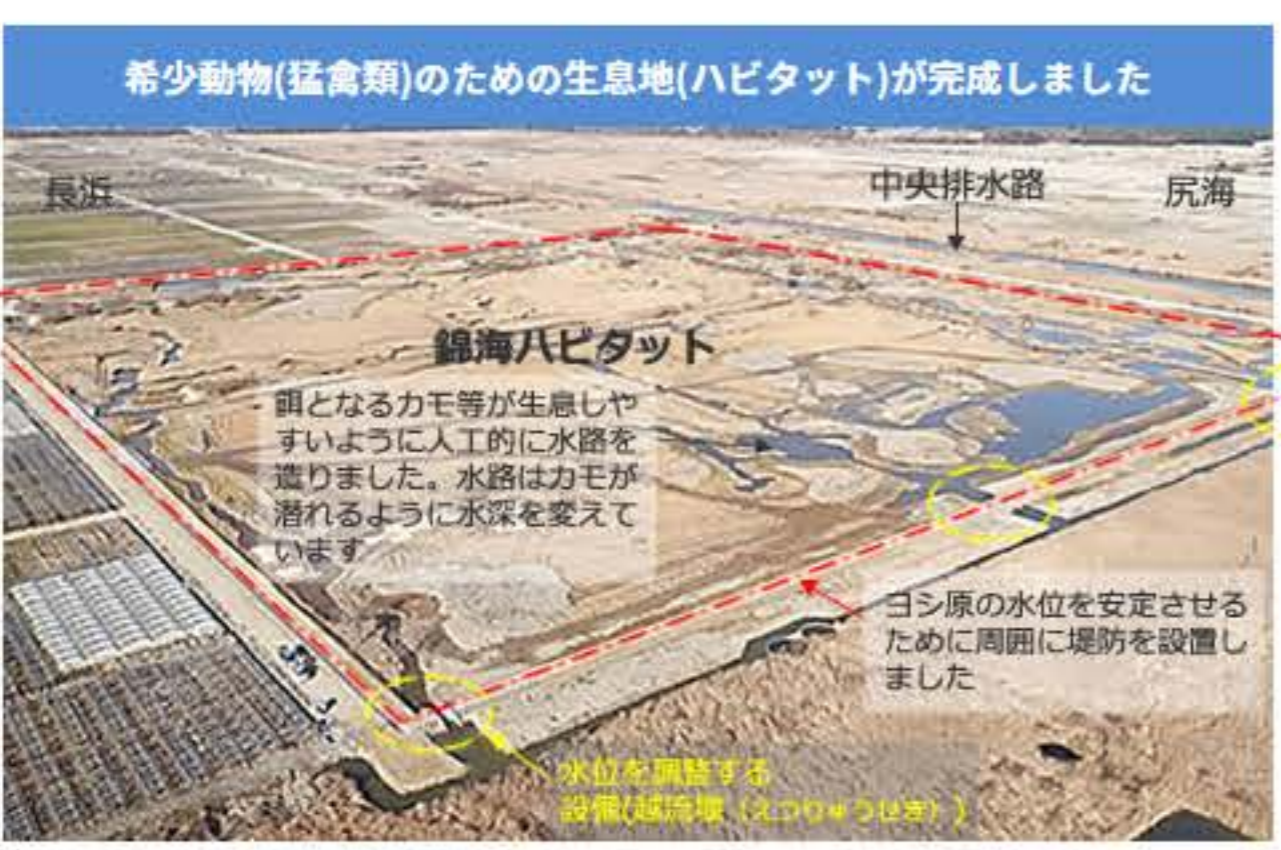 希少動物(猛禽類)のための生息地(ハビタット)が完成しました
長浜
中央排水路
尻海
錦海ハビタット
餌となるカモ等が生息しや
すいように人工的に水路を
造りました。水路はカモが
潜れるように水深を変えて
います
ヨシ原の水位を安定させる
ために周囲に堤防を設置し
ました
水位を調整する
設備(越流堰（えつりゅうせき）)